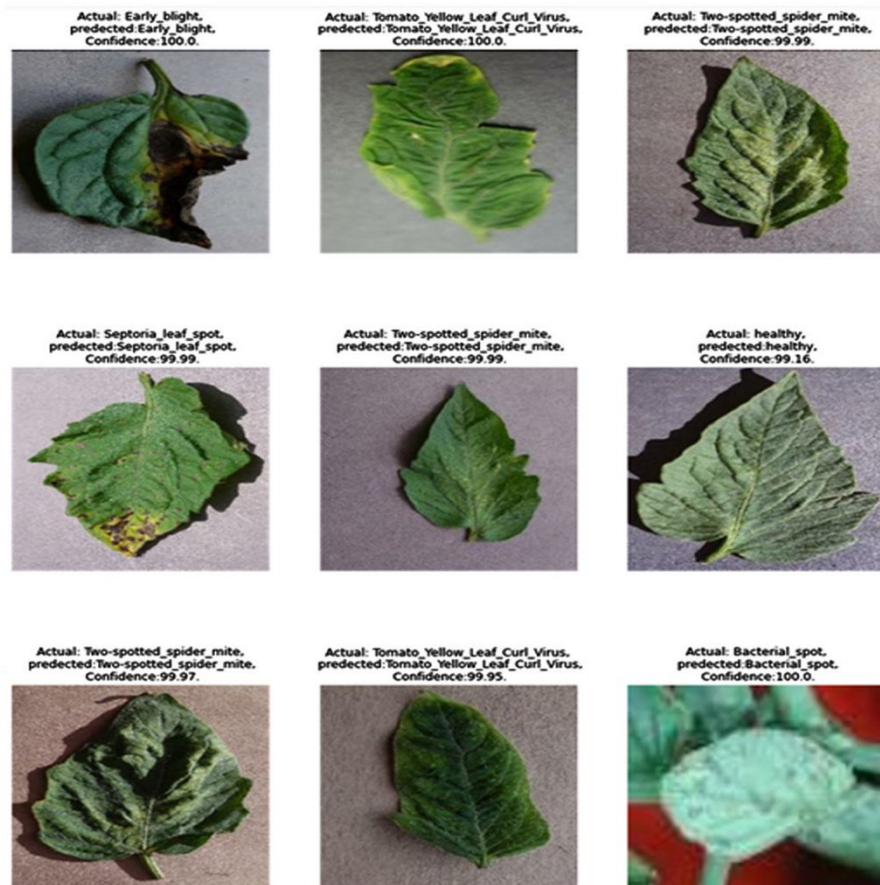 Actual: Early_blight,
predected:Early_blight,
Confidence:100.0.
Actual: Tomato_Yellow_Leaf_Curl_Virus,
predected:Tomato_Yellow_Leaf_Curl_Virus,
Confidence:100.0.
Actual: Two-spotted_spider_mite,
predected:Two-spotted_spider_mite,
Confidence:99.99.
Actual: Septoria_leaf_spot,
predected:Septoria_leaf_spot,
Confidence:99.99.
Actual: Two-spotted_spider_mite,
predected:Two-spotted_spider_mite,
Confidence:99.99.
Actual: healthy,
predected:healthy,
Confidence:99.16.
Actual: Two-spotted_spider_mite,
predected:Two-spotted_spider_mite,
Confidence:99.97.
Actual: Tomato_Yellow_Leaf_Curl_Virus,
predected:Tomato_Yellow_Leaf_Curl_Virus,
Confidence:99.95.
Actual: Bacterial_spot,
predected:Bacterial_spot,
Confidence:100.0.